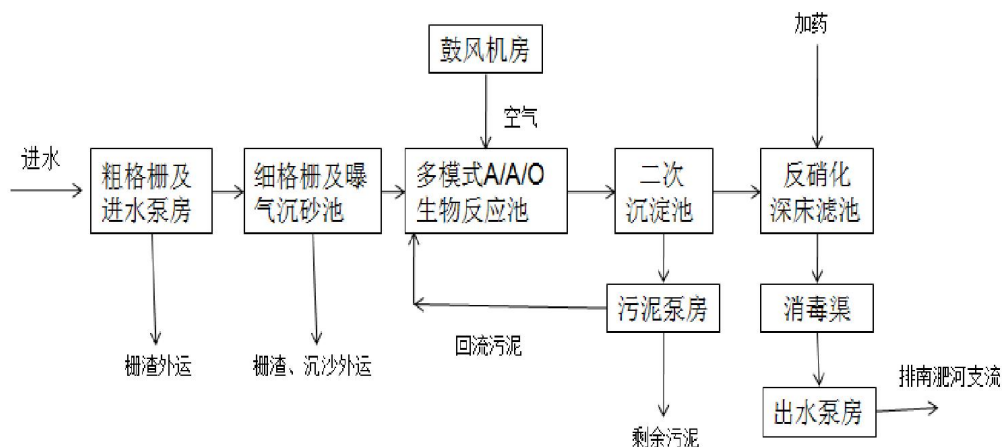 加药
鼓风机房
空气
进水
粗格栅及
进水泵房
细格栅及曝
气沉砂池
多模式A/A/O
生物反应池
二次
沉淀池
反硝化
深床滤池
污泥泵房
消毒渠
回流污泥
栅渣外运
栅渣、沉沙外运
排南淝河支流
出水泵房
剩余污泥